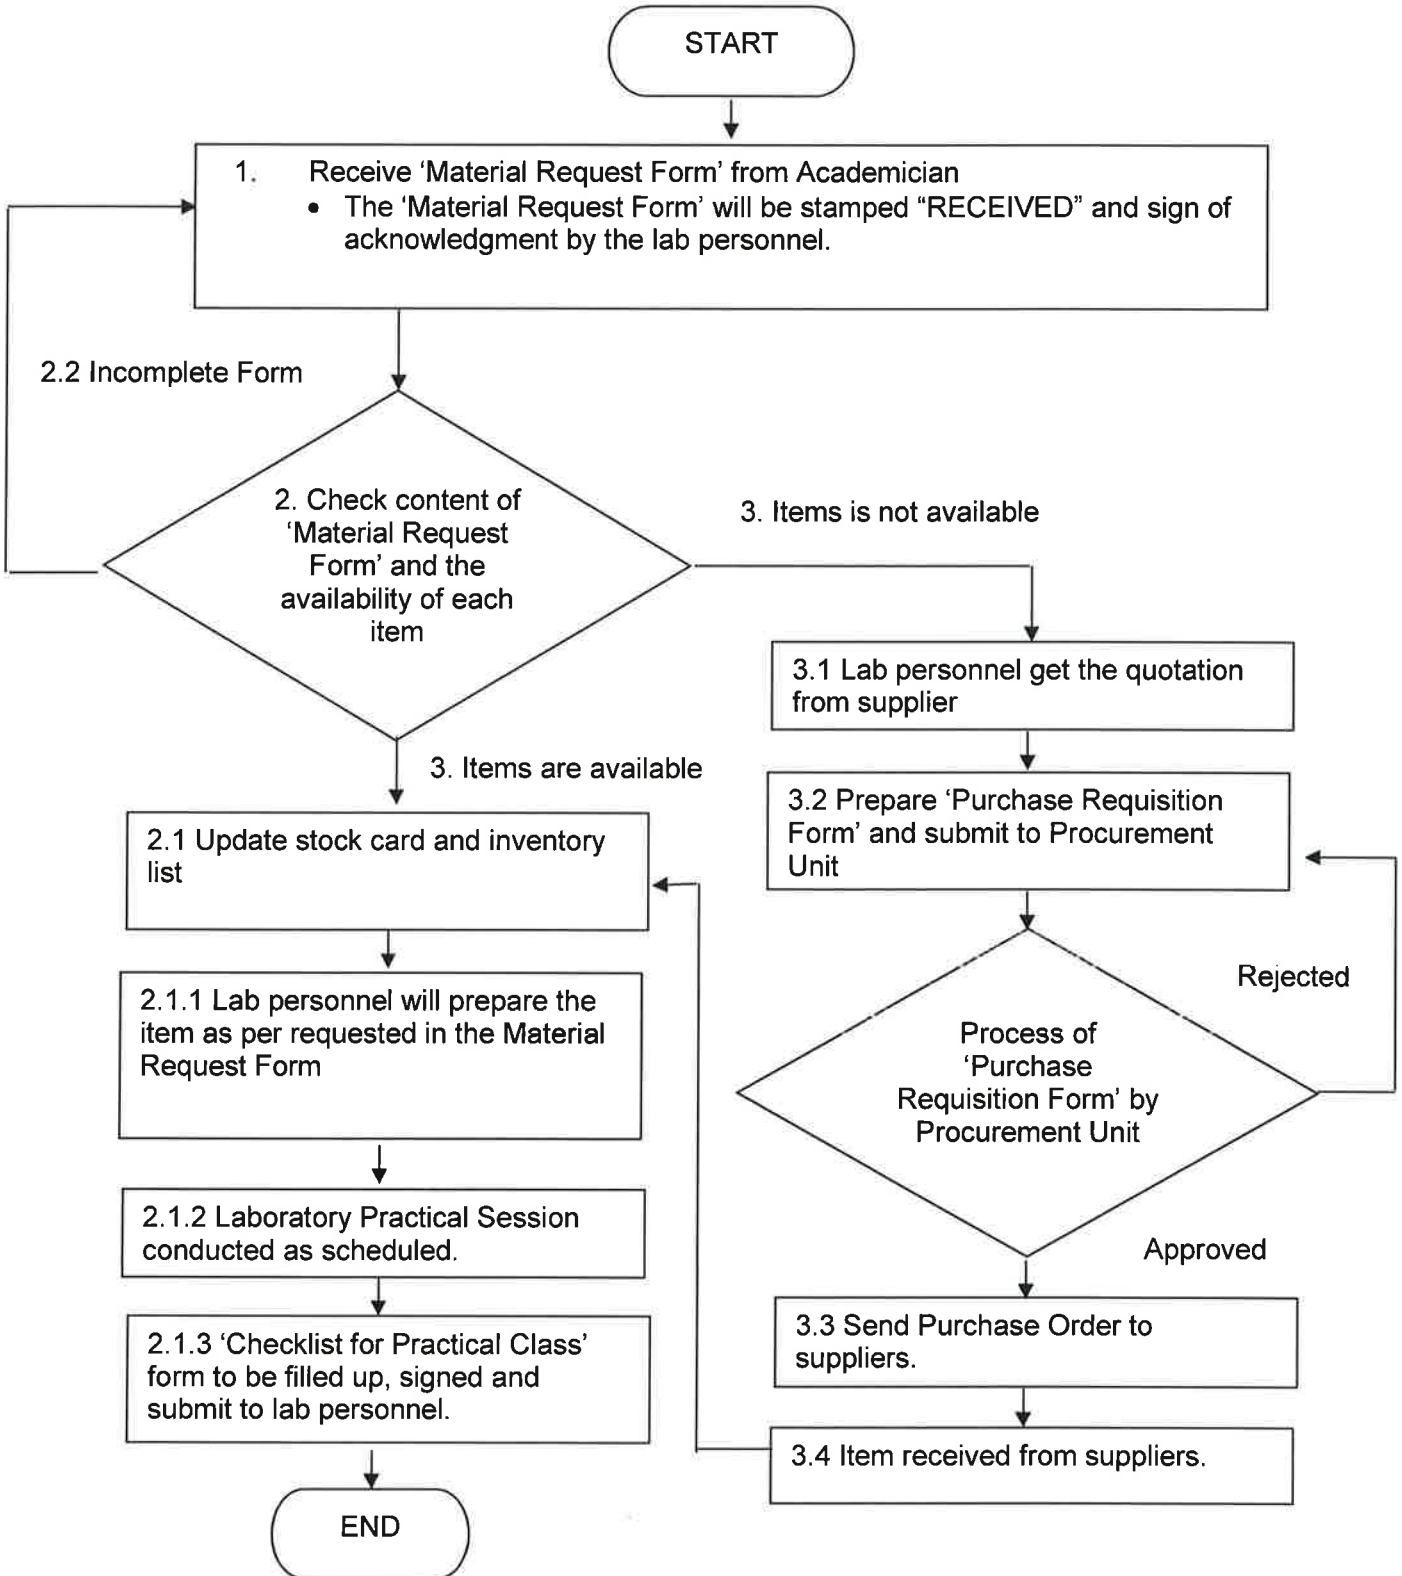 START
1. Receive ‘Material Request Form’ from Academician
• The ‘Material Request Form’ will be stamped “RECEIVED” and sign of
acknowledgment by the lab personnel.
2.2 Incomplete Form
2. Check content of
‘Material Request
Form’ and the
availability of each
item
3. Items is not available
3.1 Lab personnel get the quotation
from supplier
3. Items are available
3.2 Prepare ‘Purchase Requisition
Form’ and submit to Procurement
Unit
2.1 Update stock card and inventory
list
Rejected
2.1.1 Lab personnel will prepare the
item as per requested in the Material
Request Form
Process of
‘Purchase
Requisition Form’ by
Procurement Unit
2.1.2 Laboratory Practical Session
conducted as scheduled.
Approved
3.3 Send Purchase Order to
suppliers.
2.1.3 ‘Checklist for Practical Class’
form to be filled up, signed and
submit to lab personnel.
3.4 Item received from suppliers.
END